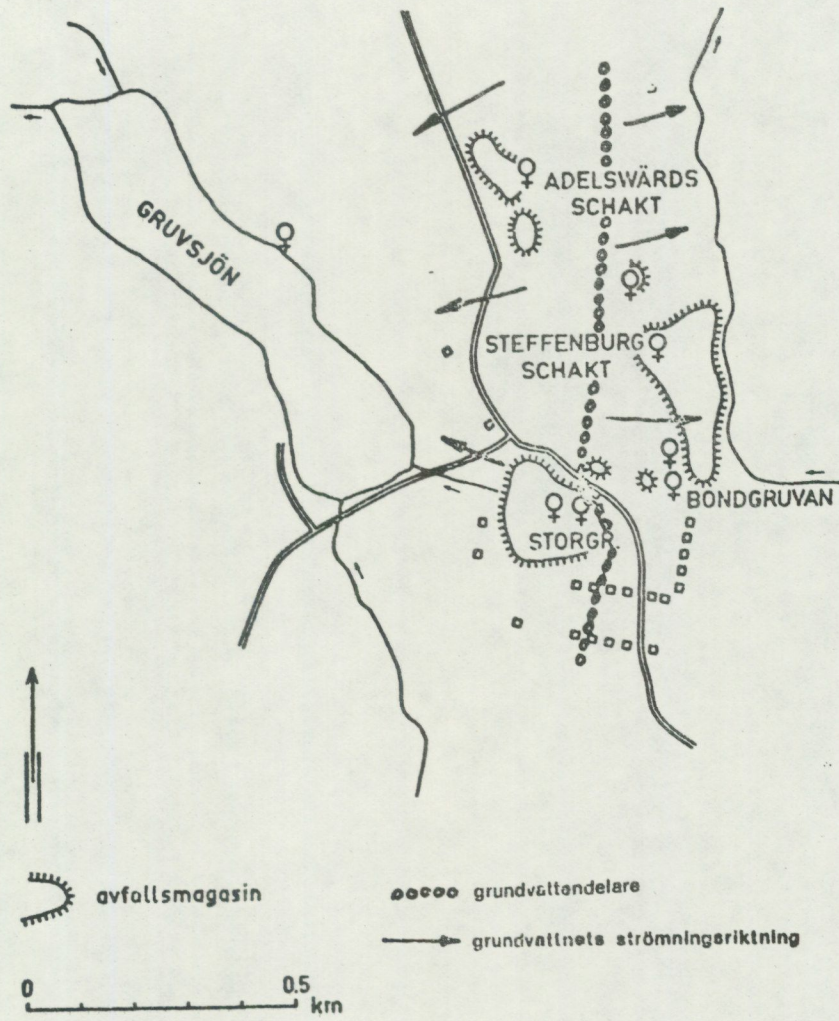 ADELSWÄRDS
SCHAKT
GRUVSJÖN
STEFFENBURG
SCHAKT
BONDGRUVAN
STORGR.
avfallsmagasin
grundvattendelare
grundvattnets strömningsriktning
0 0.5
km